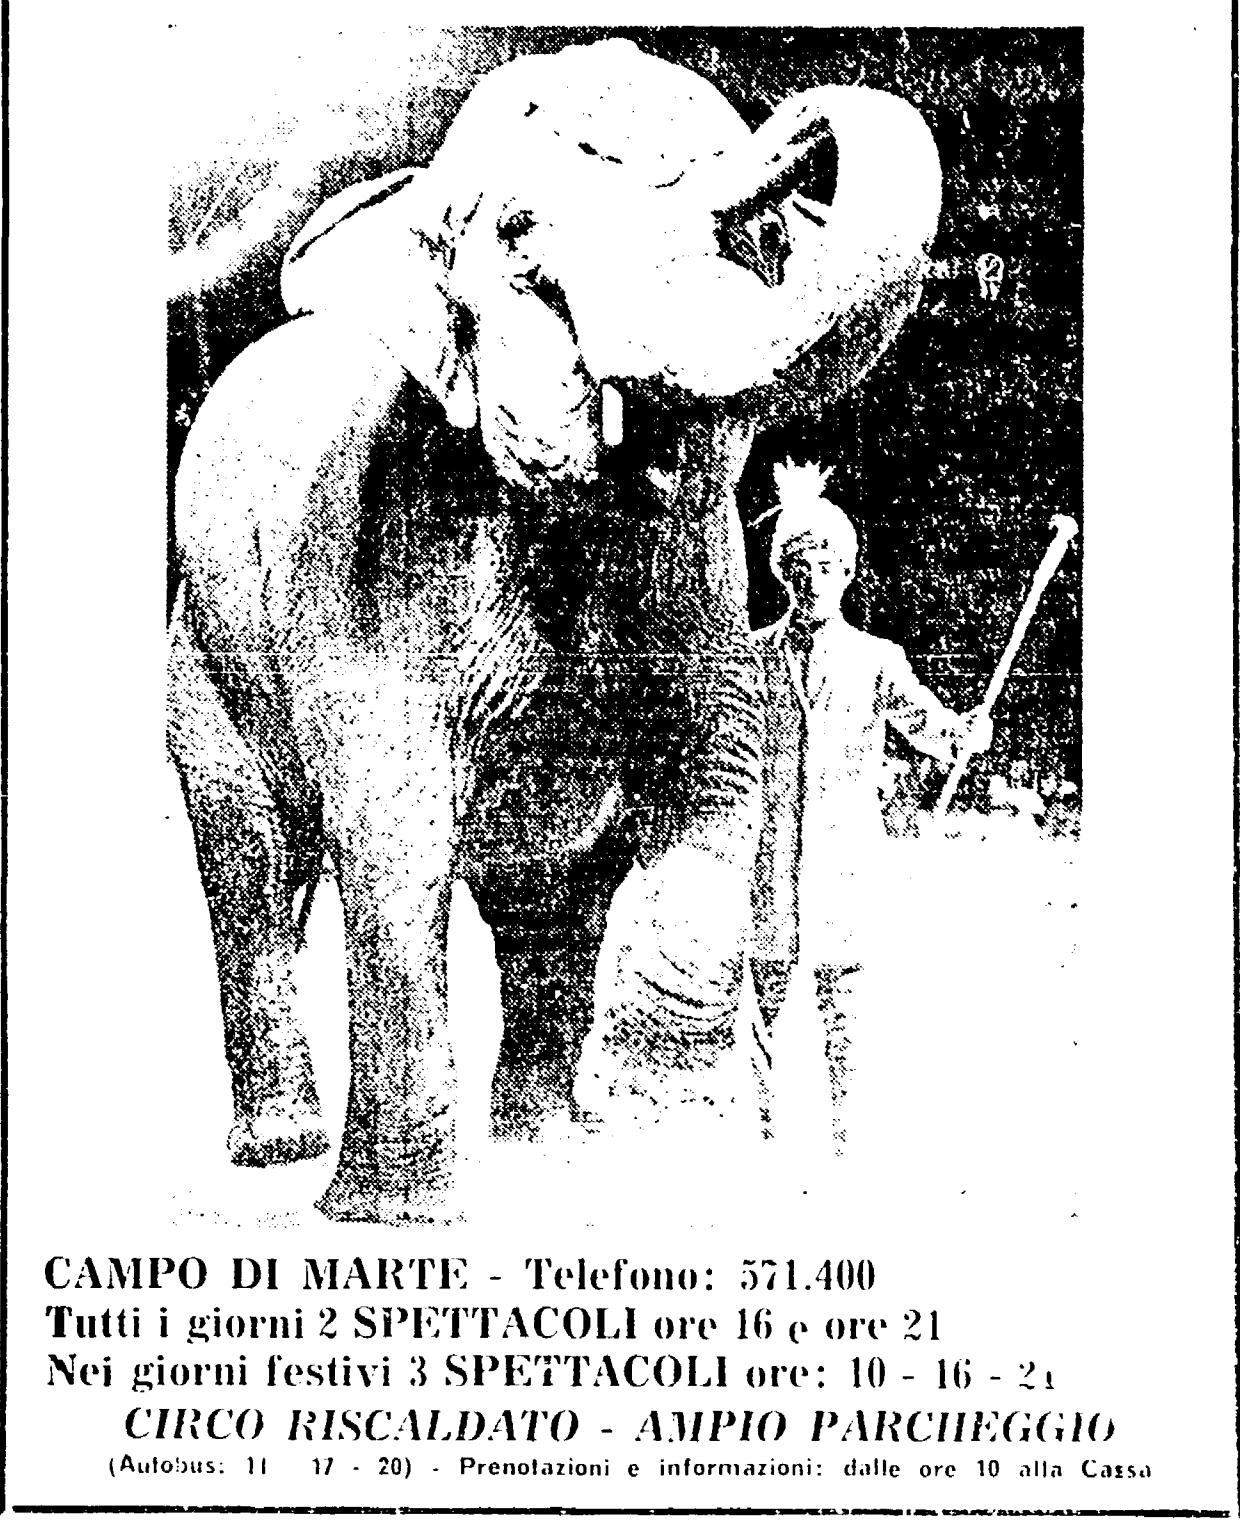 CAMPO DI MARTE - Telefono: 571.400
Tutti i giorni 2 SPETTACOLI ore 16 e ore 21
Nei giorni festivi 3 SPETTACOLI ore: 10 - 16 - 21
CIRCO RISCALDATO - AMPIO PARCHEGGIO
(Autobus: 11 17 - 20) - Prenotazioni e informazioni: dalle ore 10 alla Cassa